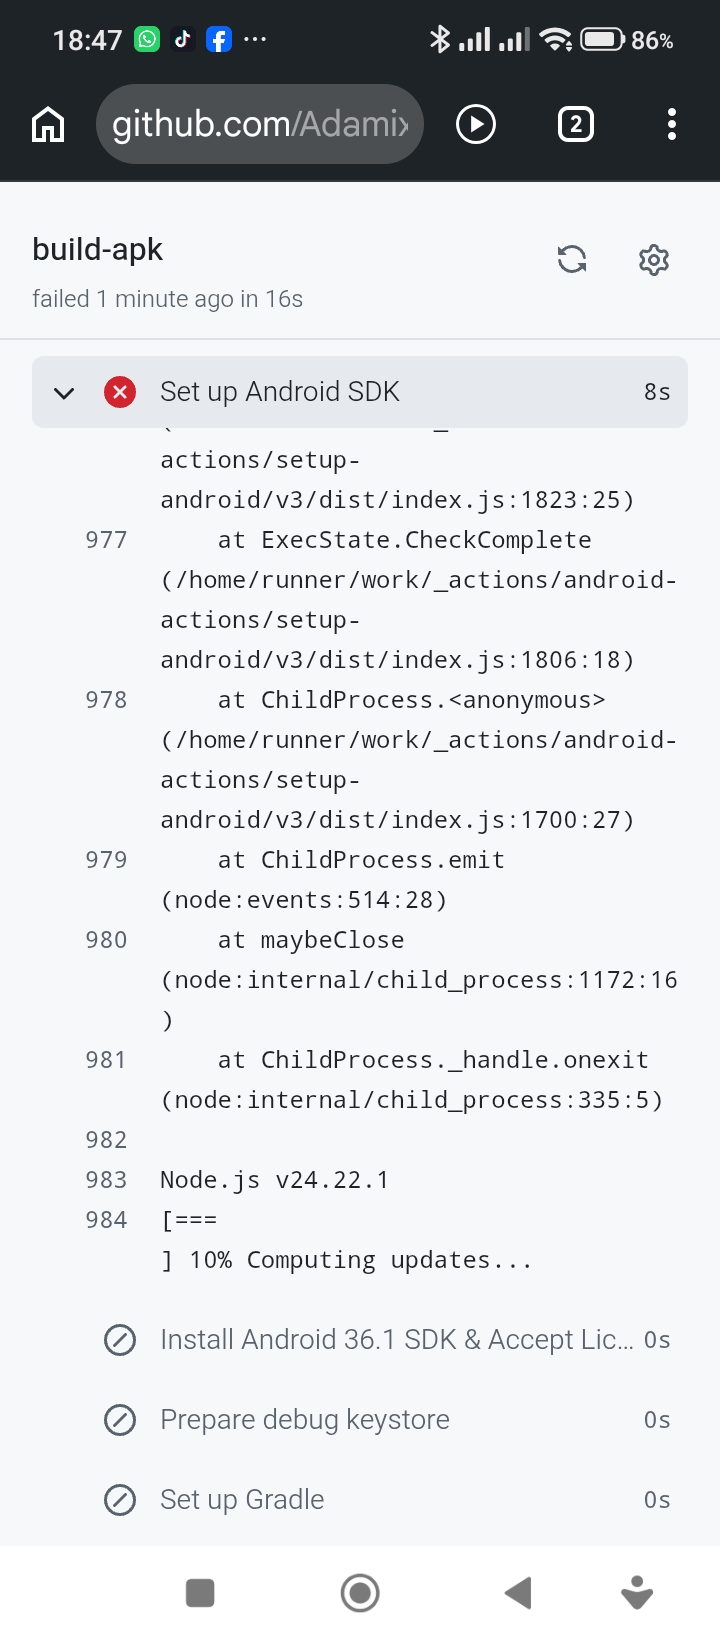 18:47
86%
github.com/Adamix
2
build-apk
failed 1 minute ago in 16s
Set up Android SDK 8s
actions/setup-
android/v3/dist/index.js:1823:25)
977 at ExecState.CheckComplete
(/home/runner/work/_actions/android-
actions/setup-
android/v3/dist/index.js:1806:18)
978 at ChildProcess.<anonymous>
(/home/runner/work/_actions/android-
actions/setup-
android/v3/dist/index.js:1700:27)
979 at ChildProcess.emit
(node:events:514:28)
980 at maybeClose
(node:internal/child_process:1172:16
)
981 at ChildProcess._handle.onexit
(node:internal/child_process:335:5)
982
983 Node.js v24.22.1
984 [===
] 10% Computing updates...
Install Android 36.1 SDK & Accept Lic... 0s
Prepare debug keystore 0s
Set up Gradle 0s